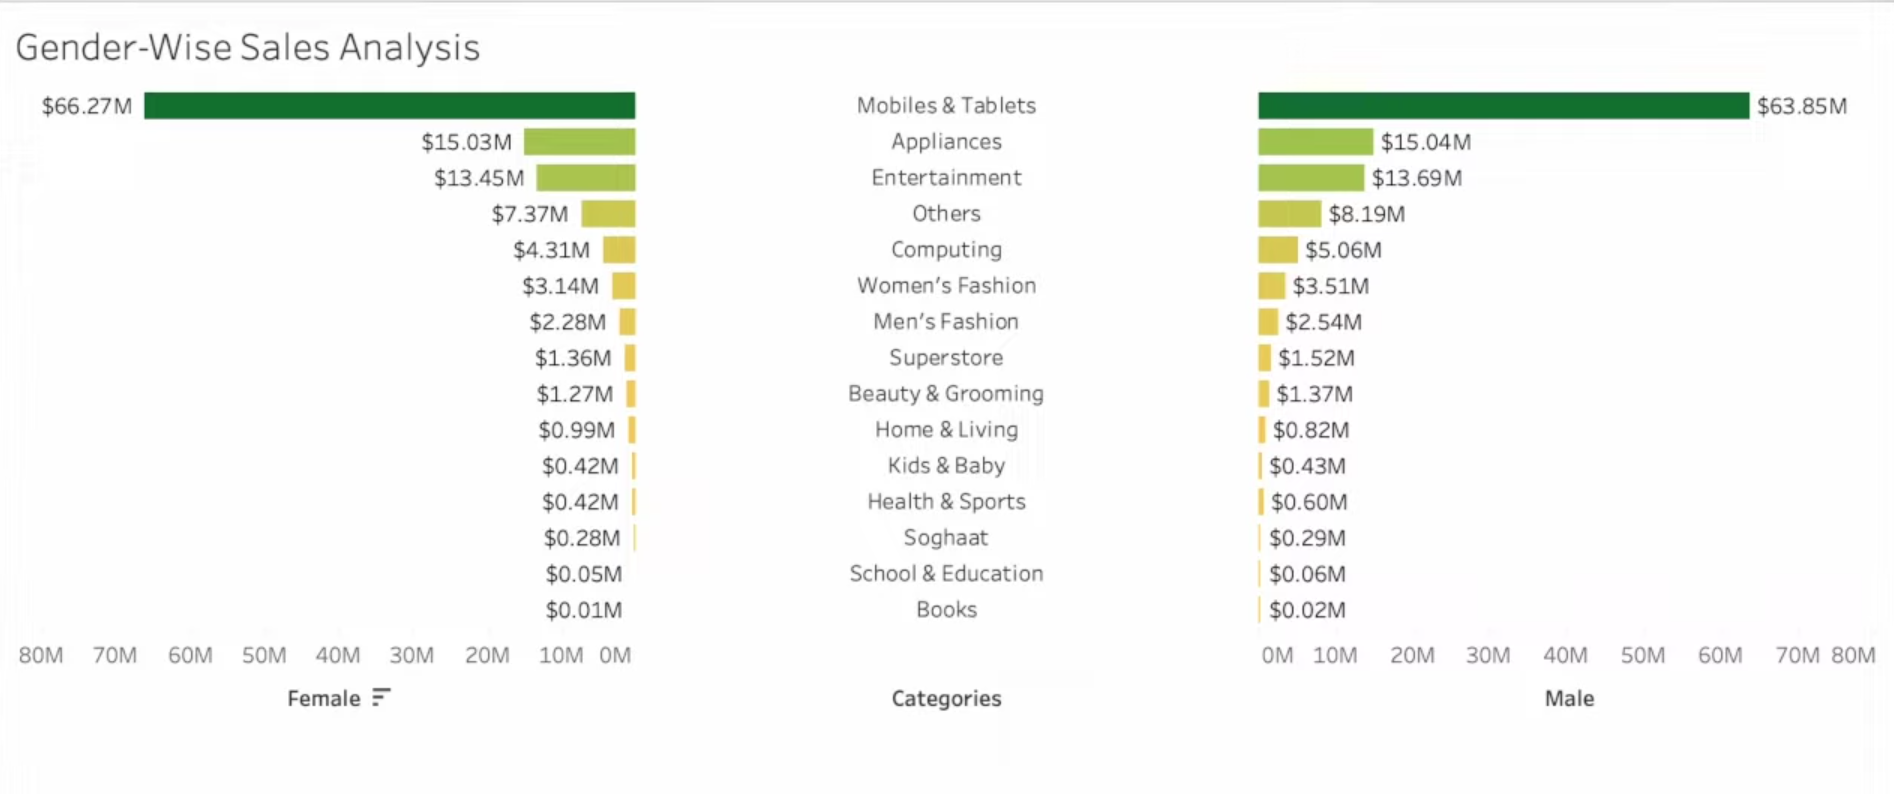 Gender-Wise Sales Analysis
$66.27M Mobiles & Tablets $63.85M
$15.03M Appliances $15.04M
$13.45M Entertainment $13.69M
$7.37M Others $8.19M
$4.31M Computing $5.06M
$3.14M Women's Fashion $3.51M
$2.28M Men's Fashion $2.54M
$1.36M Superstore $1.52M
$1.27M Beauty & Grooming $1.37M
$0.99M Home & Living $0.82M
$0.42M Kids & Baby $0.43M
$0.42M Health & Sports $0.60M
$0.28M Soghaat $0.29M
$0.05M School & Education $0.06M
$0.01M Books $0.02M
80M 70M 60M 50M 40M 30M 20M 10M 0M 0M 10M 20M 30M 40M 50M 60M 70M 80M
Female Categories Male